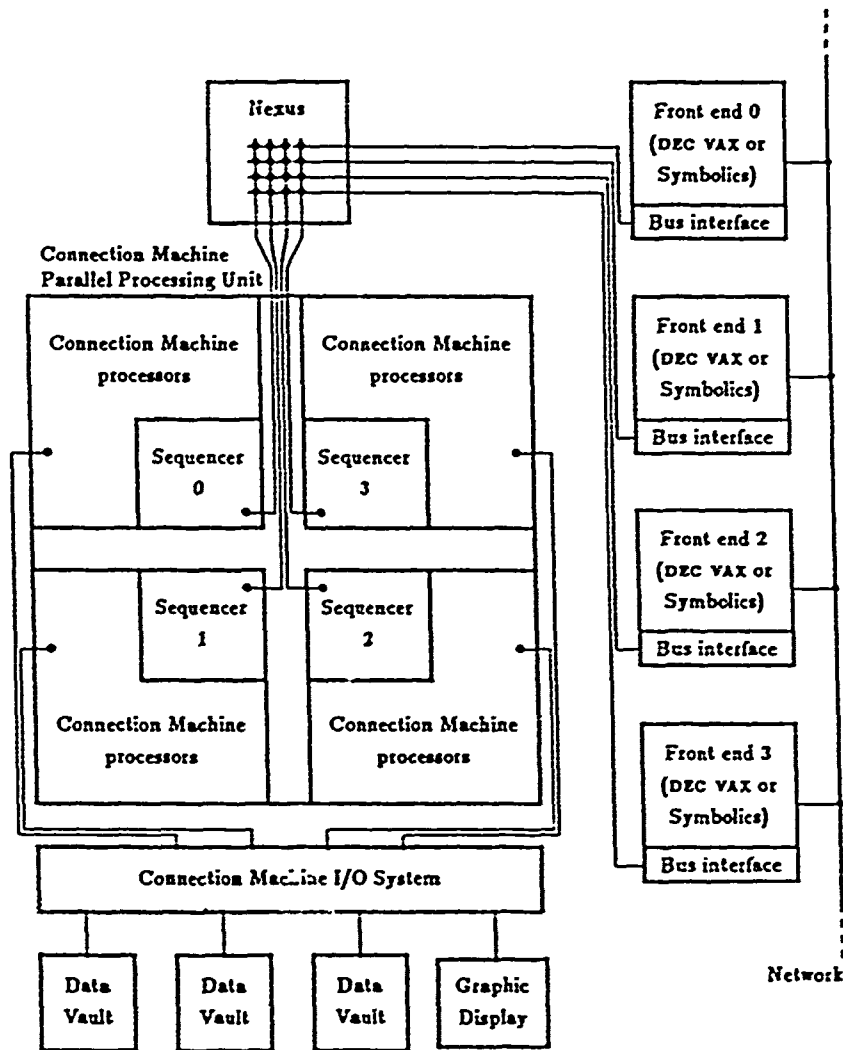 Nexus
Front end 0
(DEC VAX or
Symbolics)
Bus interface
Connection Machine
Parallel Processing Unit
Connection Machine
processors
Connection Machine
processors
Sequencer
0
Sequencer
3
Front end 1
(DEC VAX or
Symbolics)
Bus interface
Sequencer
1
Sequencer
2
Connection Machine
processors
Connection Machine
processors
Front end 2
(DEC VAX or
Symbolics)
Bus interface
Front end 3
(DEC VAX or
Symbolics)
Bus interface
Connection Machine I/O System
Data
Vault
Data
Vault
Data
Vault
Graphic
Display
Network